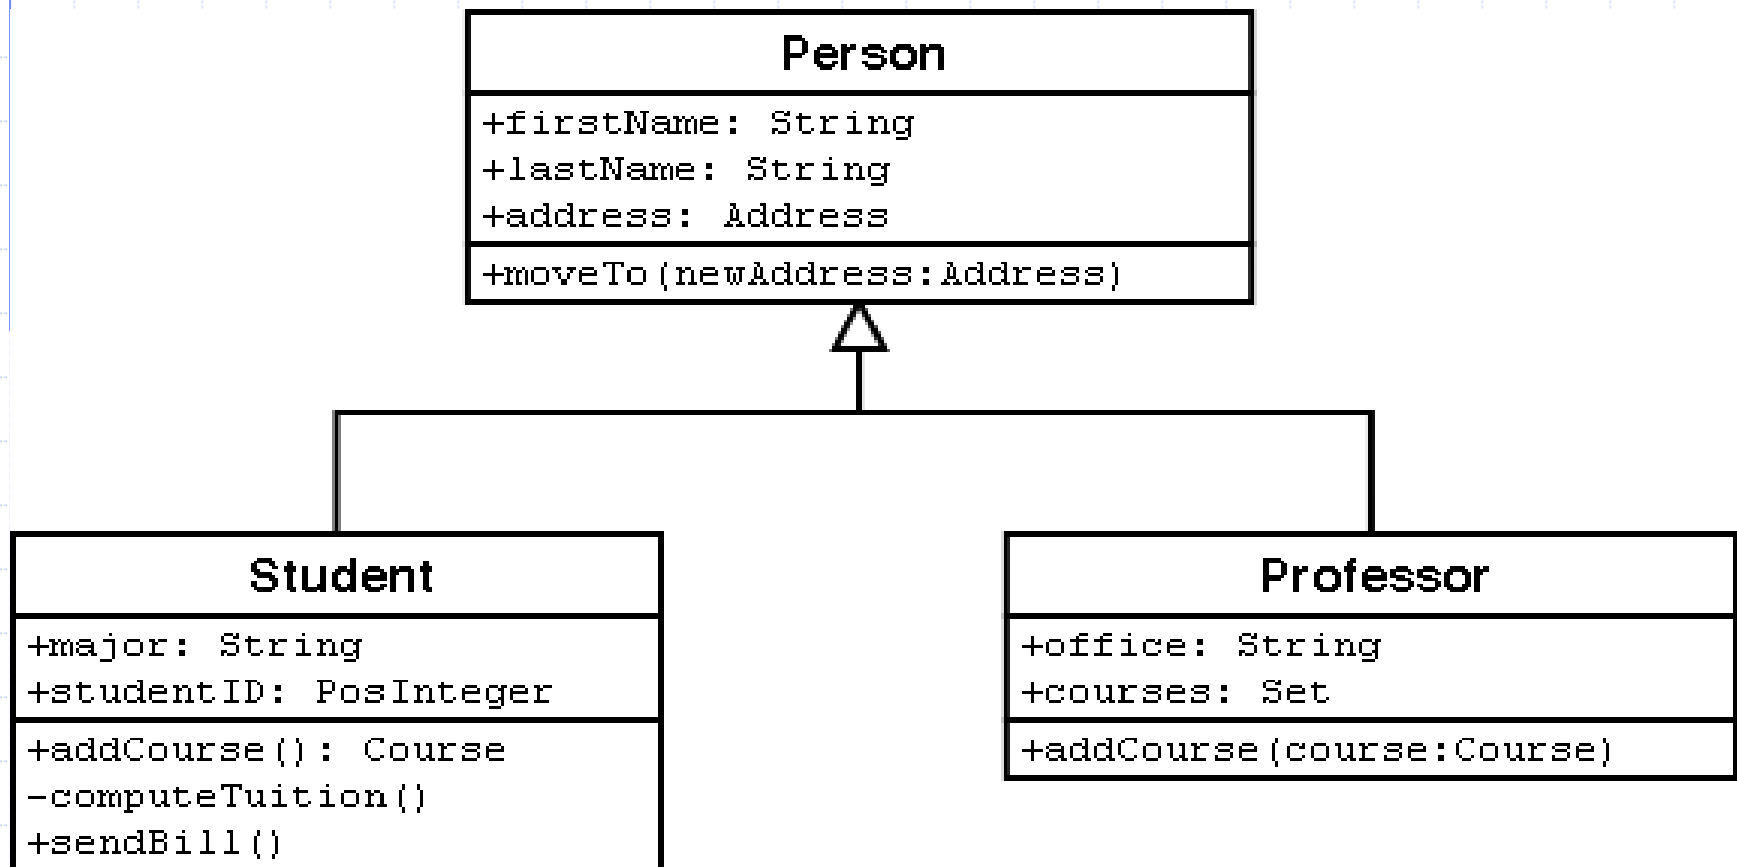 Person
+firstName: String
+lastName: String
+address: Address
+moveTo(newAddress:Address)
Student
+major: String
+studentID: PosInteger
+addCourse(): Course
-computeTuition()
+sendBill()
Professor
+office: String
+courses: Set
+addCourse(course:Course)